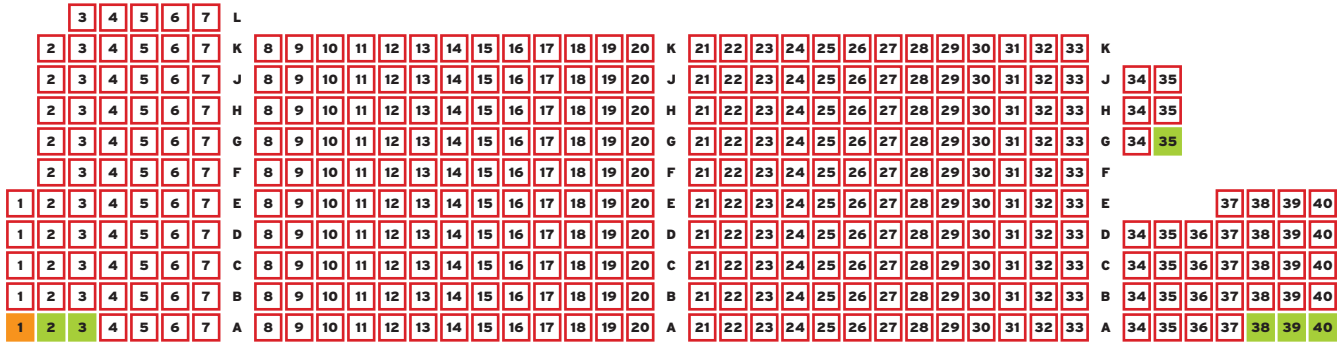 3 4 5 6 7 L
2 3 4 5 6 7 8 9 10 11 12 13 14 15 16 17 18 19 20 K 21 22 23 24 25 26 27 28 29 30 31 32 33 K
2 3 4 5 6 7 8 9 10 11 12 13 14 15 16 17 18 19 20 J 21 22 23 24 25 26 27 28 29 30 31 32 33 J 34 35
2 3 4 5 6 7 8 9 10 11 12 13 14 15 16 17 18 19 20 H 21 22 23 24 25 26 27 28 29 30 31 32 33 H 34 35
2 3 4 5 6 7 G 8 9 10 11 12 13 14 15 16 17 18 19 20 G 21 22 23 24 25 26 27 28 29 30 31 32 33 G 34 35
2 3 4 5 6 7 F 8 9 10 11 12 13 14 15 16 17 18 19 20 F 21 22 23 24 25 26 27 28 29 30 31 32 33 F
1 2 3 4 5 6 7 E 8 9 10 11 12 13 14 15 16 17 18 19 20 E 21 22 23 24 25 26 27 28 29 30 31 32 33 E 37 38 39 40
1 2 3 4 5 6 7 D 8 9 10 11 12 13 14 15 16 17 18 19 20 D 21 22 23 24 25 26 27 28 29 30 31 32 33 D 34 35 36 37 38 39 40
1 2 3 4 5 6 7 C 8 9 10 11 12 13 14 15 16 17 18 19 20 C 21 22 23 24 25 26 27 28 29 30 31 32 33 C 34 35 36 37 38 39 40
1 2 3 4 5 6 7 B 8 9 10 11 12 13 14 15 16 17 18 19 20 B 21 22 23 24 25 26 27 28 29 30 31 32 33 B 34 35 36 37 38 39 40
1 2 3 4 5 6 7 A 8 9 10 11 12 13 14 15 16 17 18 19 20 A 21 22 23 24 25 26 27 28 29 30 31 32 33 A 34 35 36 37 38 39 40